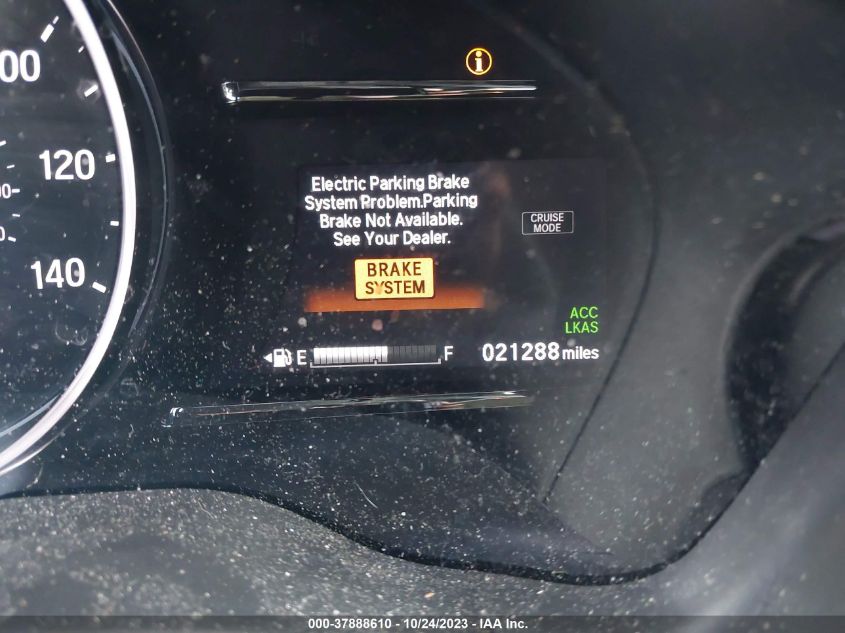 00
120
140
Electric Parking Brake
System Problem.Parking
Brake Not Available.
See Your Dealer.
CRUISE
MODE
BRAKE
SYSTEM
ACC
LKAS
E
F
021288 miles
000-37888610 - 10/24/2023 - IAA Inc.